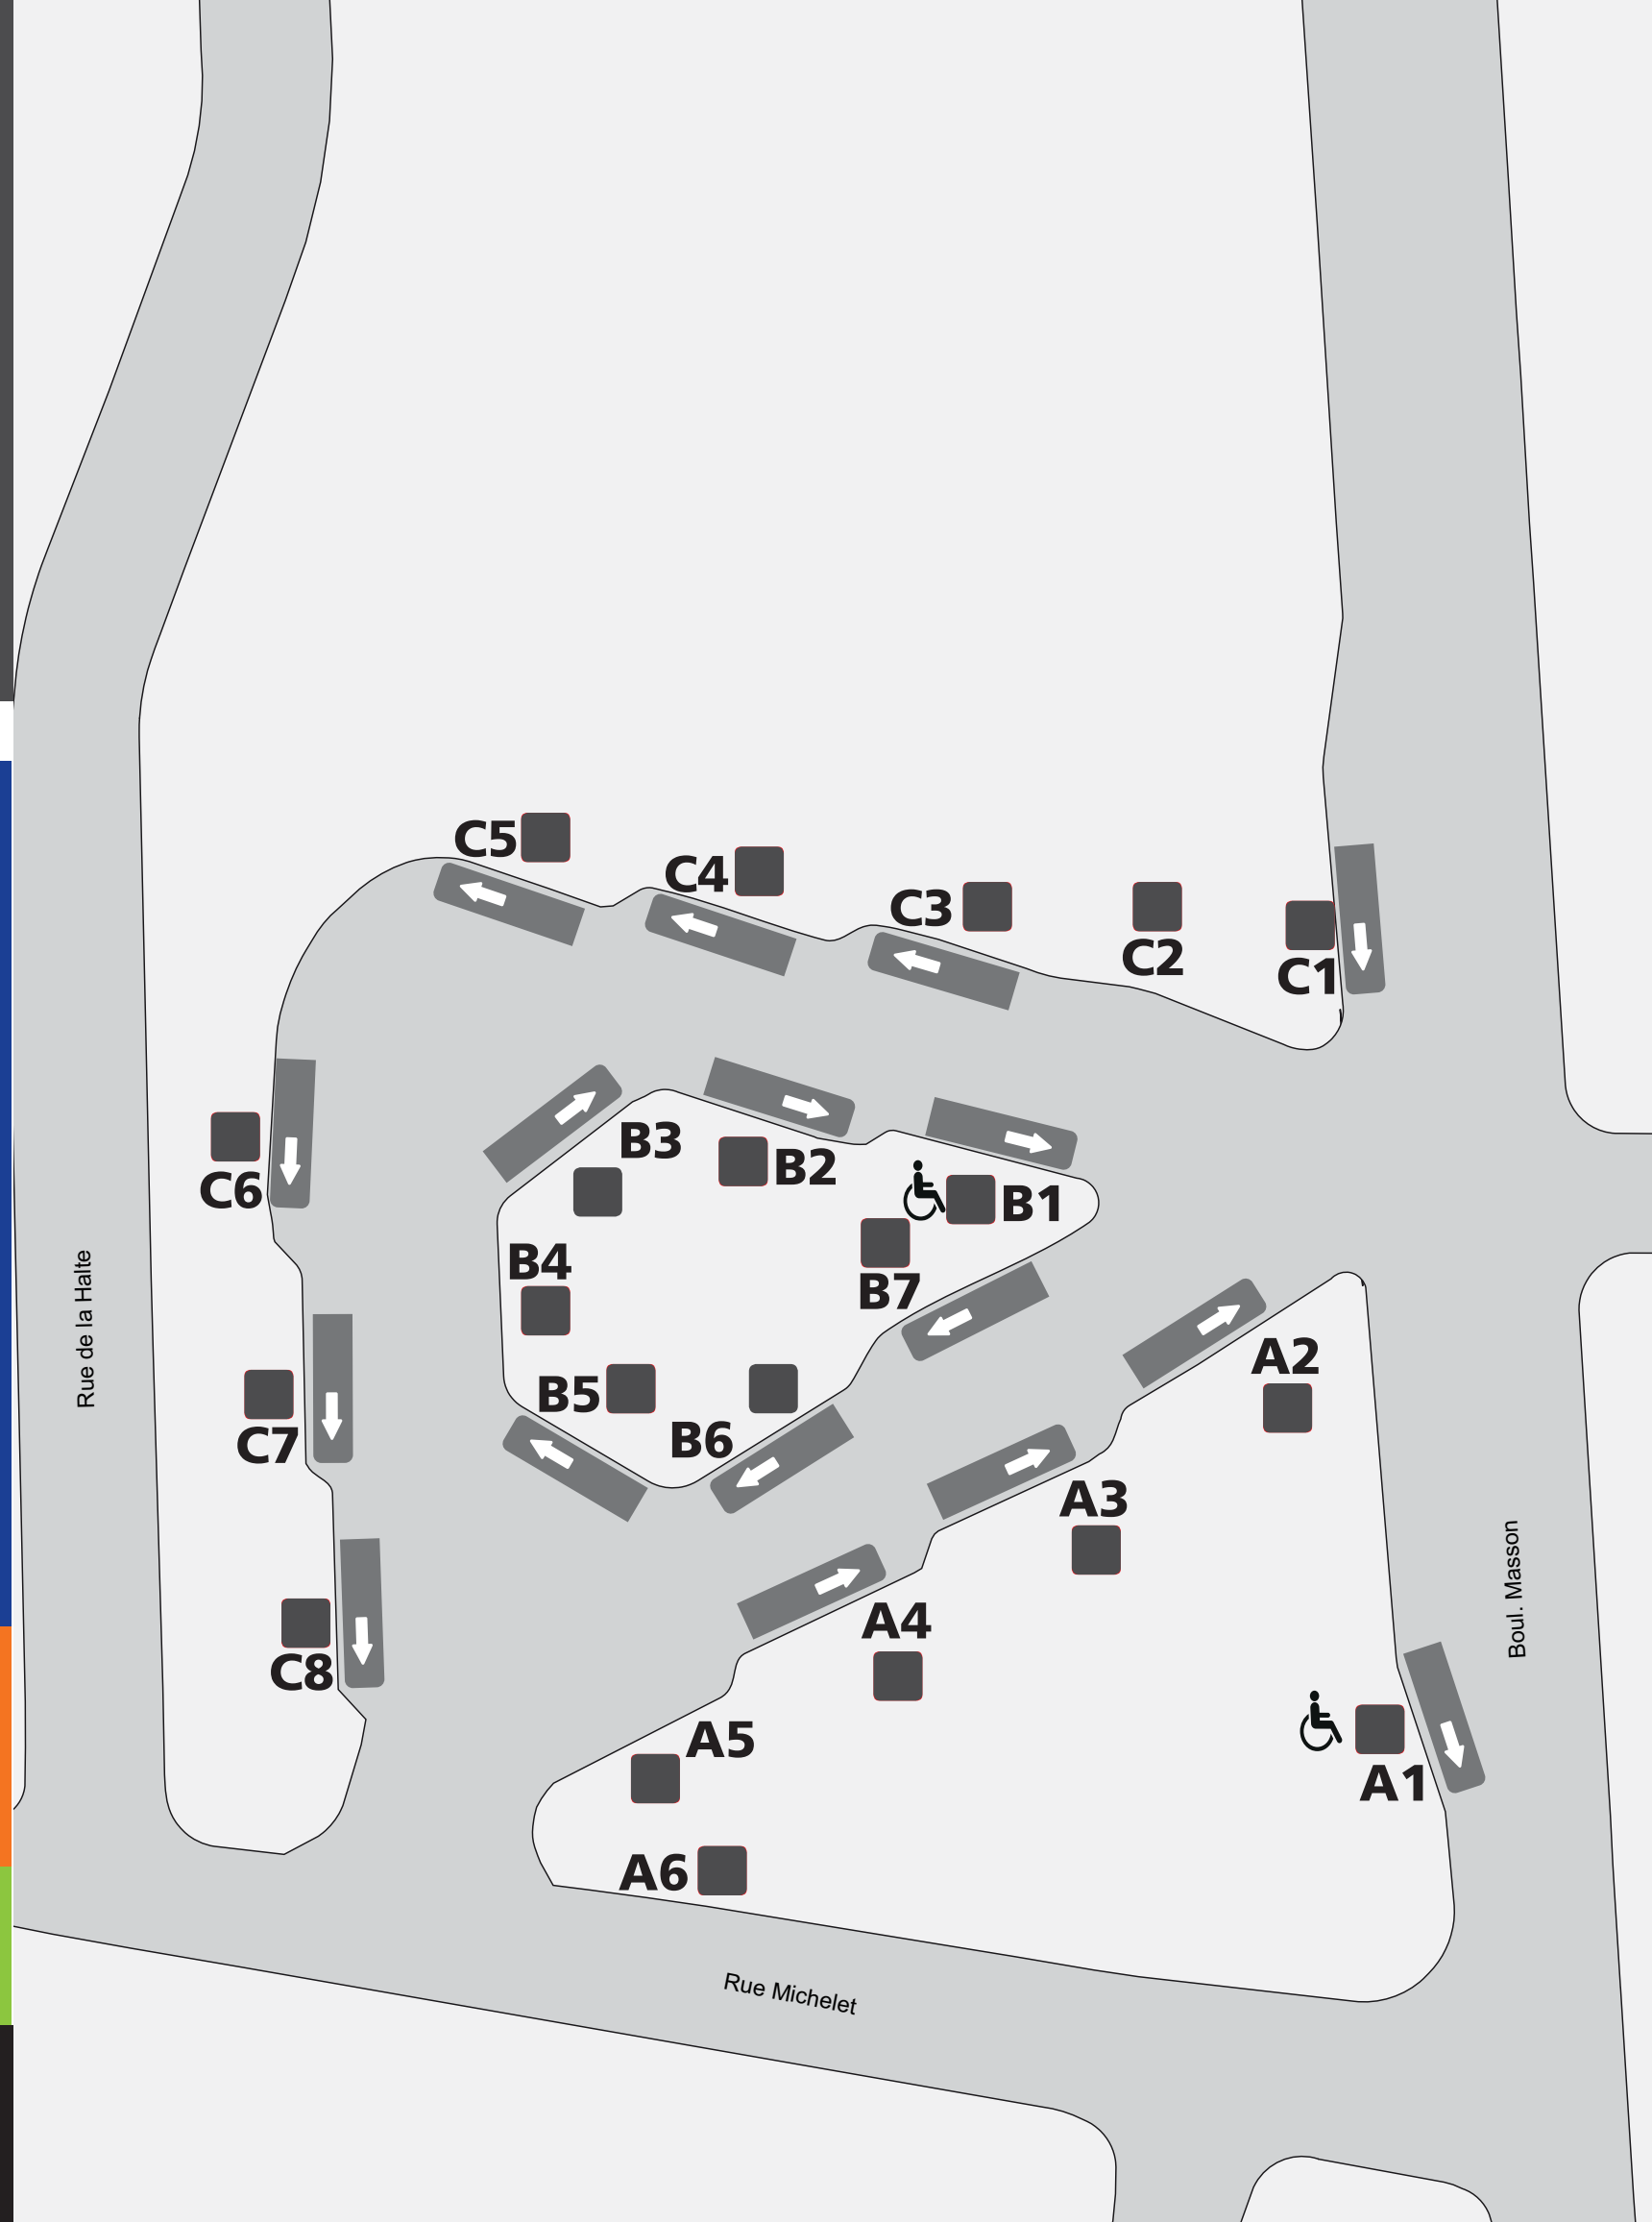 C5
C4
C3
C2
C1
B3
B2
C6
B1
B4
B7
Rue de la Halte
A2
B5
B6
C7
A3
A4
Boul. Masson
C8
A5
A1
A6
Rue Michelet